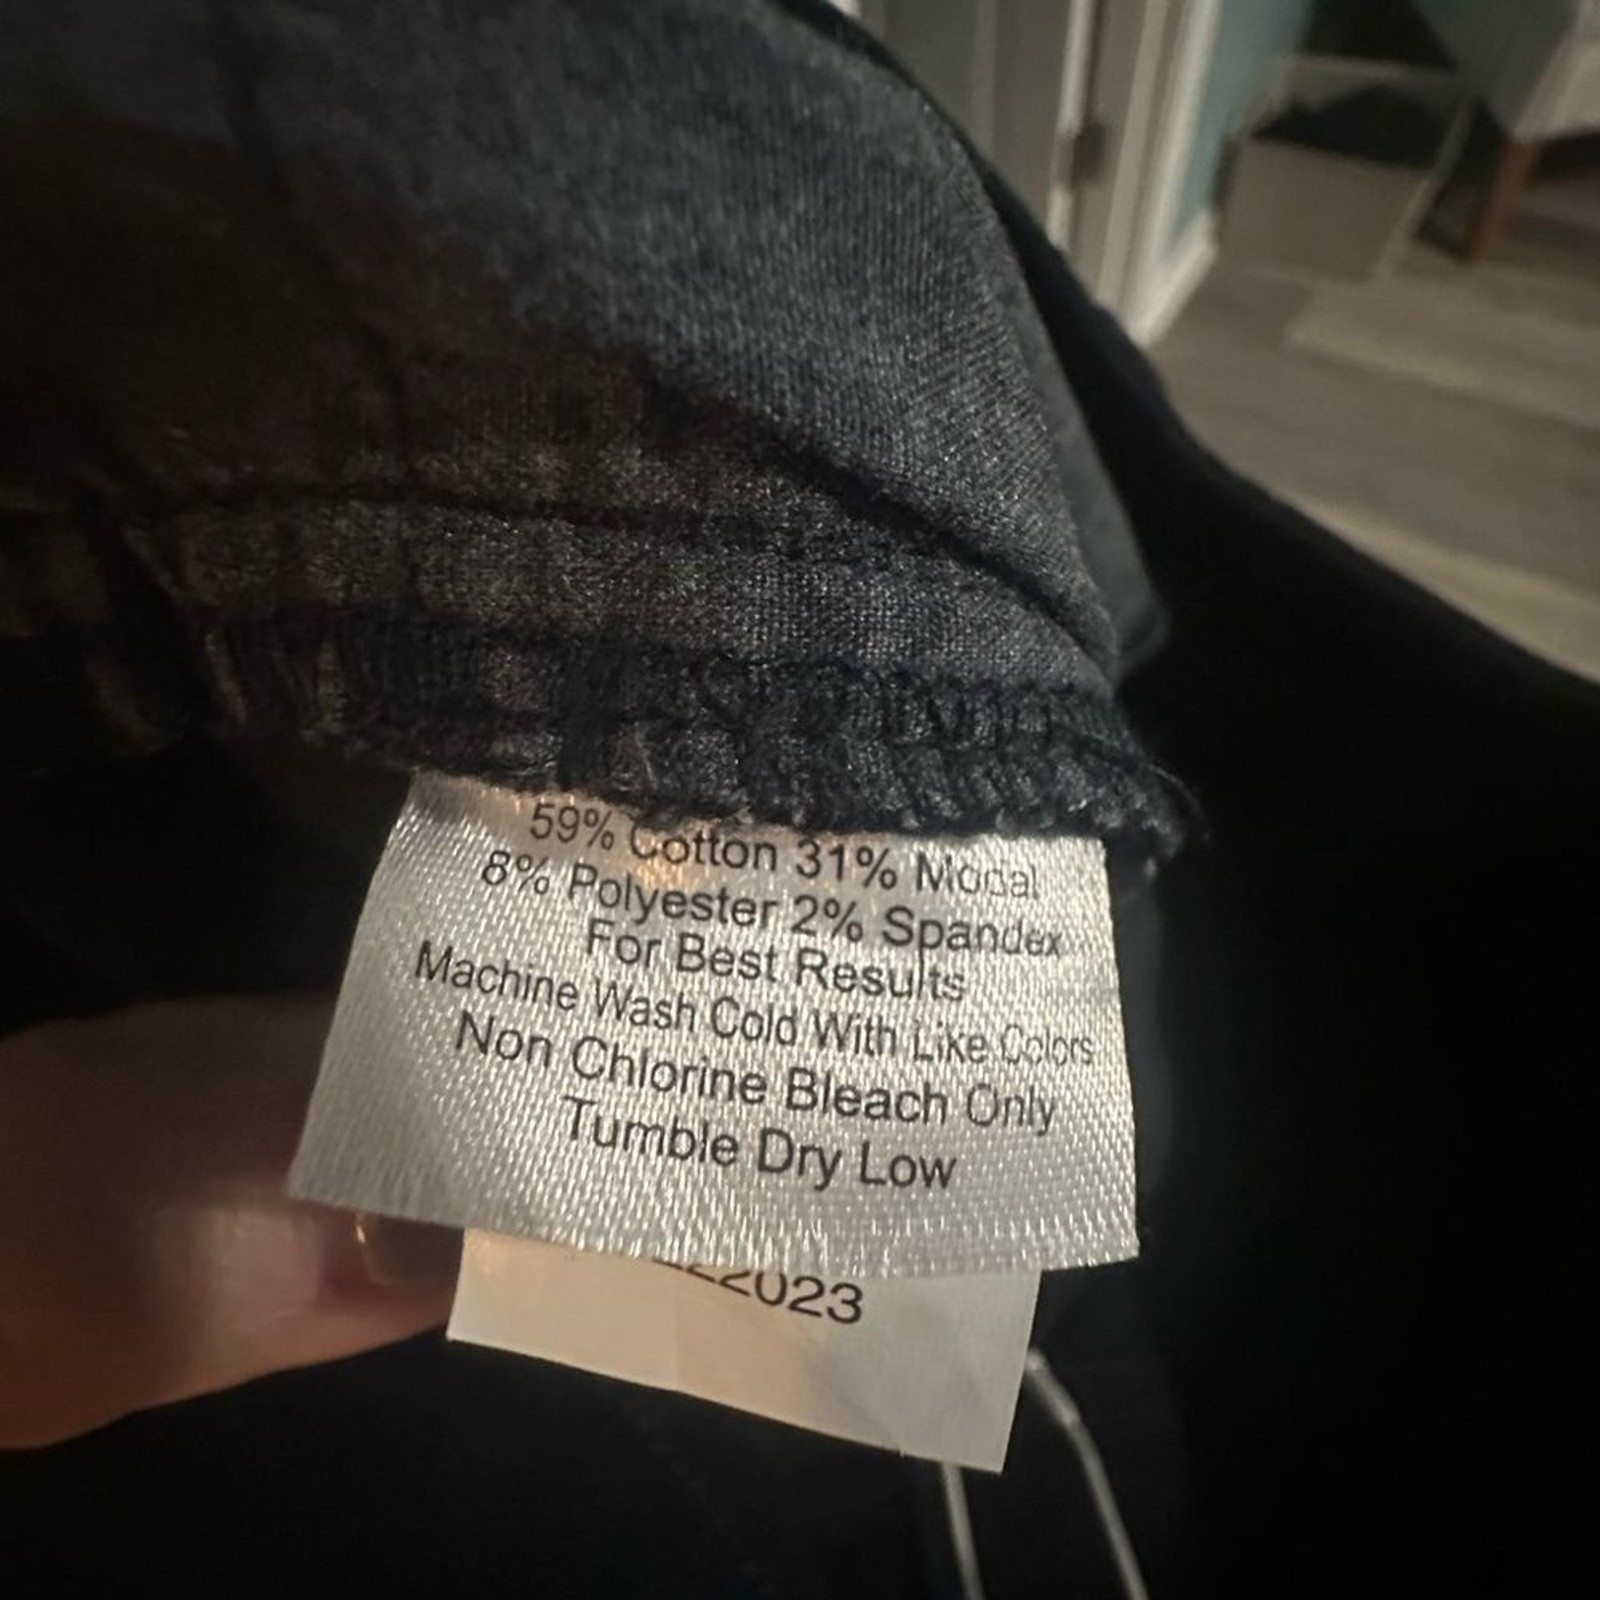 59% Cotton 31% Modal
8% Polyester 2% Spandex
For Best Results
Machine Wash Cold With Like Colors
Non Chlorine Bleach Only
Tumble Dry Low